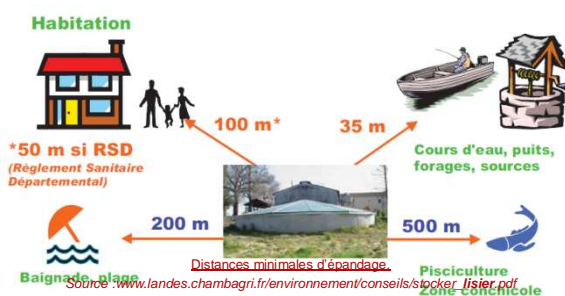 Habitation
100 m*
35 m
*50 m si RSD
(Règlement Sanitaire
Départemental)
Cours d'eau, puits,
forages, sources
200 m
500 m
Distances minimales d'épandage.
Baignade, plage
Pisciculture
Source :www.landes.chambagri.fr/environnement/conseils/stocker_lisier.pdf
Zone conchicole